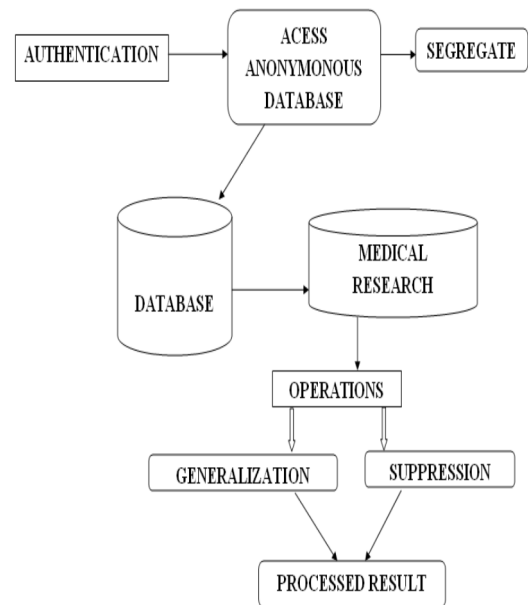 AUTHENTICATION
ACESS
ANONYMONOUS
DATABASE
SEGREGATE
DATABASE
MEDICAL
RESEARCH
OPERATIONS
GENERALIZATION
SUPPRESSION
PROCESSED RESULT